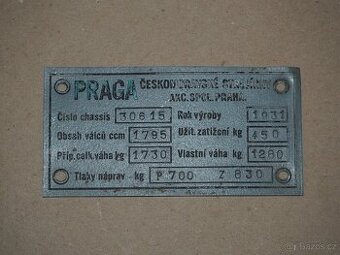 PRAGA ČESKOMORAVSKÉ
AKC.SPOL.PRAHA.
Číslo chassis 30615 Rok výroby 1931
Obsah válců ccm 1795 Užit. zatížení kg 450
Příp.celk.váha kg 1730 Vlastní váha kg 1280
Tlaky náprav - kg P 700 Z 830